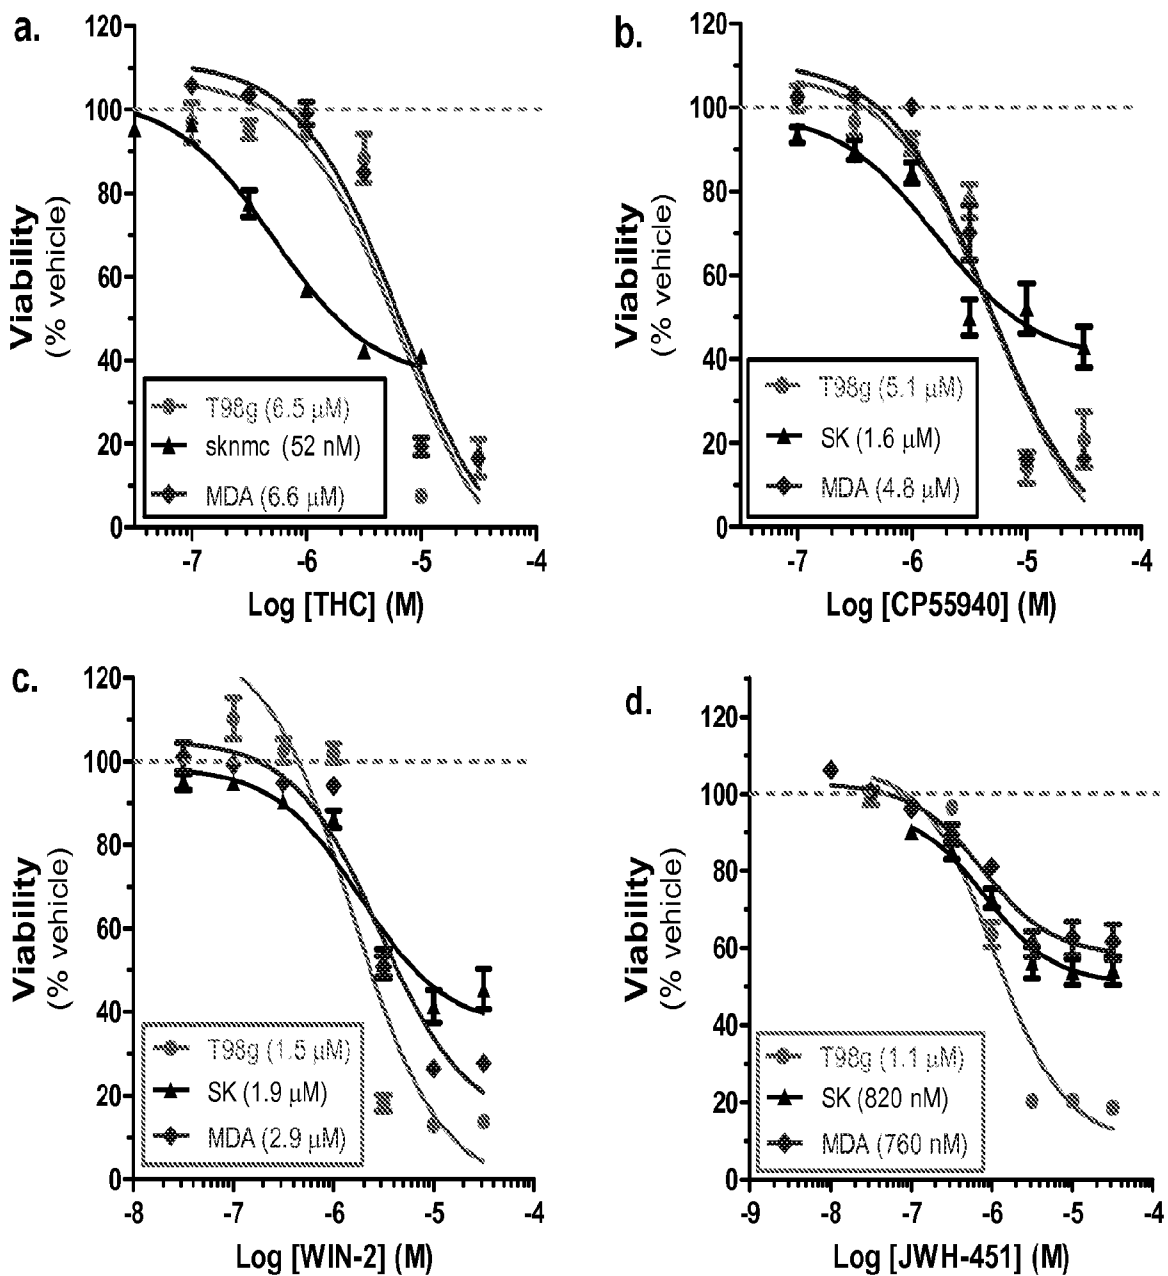 a.
120
100
80
60
40
20
0
Viability
(% vehicle)
T98g (6.5 μM)
sknmc (52 nM)
MDA (6.6 μM)
-7
-6
-5
-4
Log [THC] (M)
b.
120
100
80
60
40
20
0
Viability
(% vehicle)
T98g (5.1 μM)
SK (1.6 μM)
MDA (4.8 μM)
-7
-6
-5
-4
Log [CP55940] (M)
c.
120
100
80
60
40
20
0
Viability
(% vehicle)
T98g (1.5 μM)
SK (1.9 μM)
MDA (2.9 μM)
-8
-7
-6
-5
-4
Log [WIN-2] (M)
d.
120
100
80
60
40
20
0
Viability
(% vehicle)
T98g (1.1 μM)
SK (820 nM)
MDA (760 nM)
-9
-8
-7
-6
-5
-4
Log [JWH-451] (M)